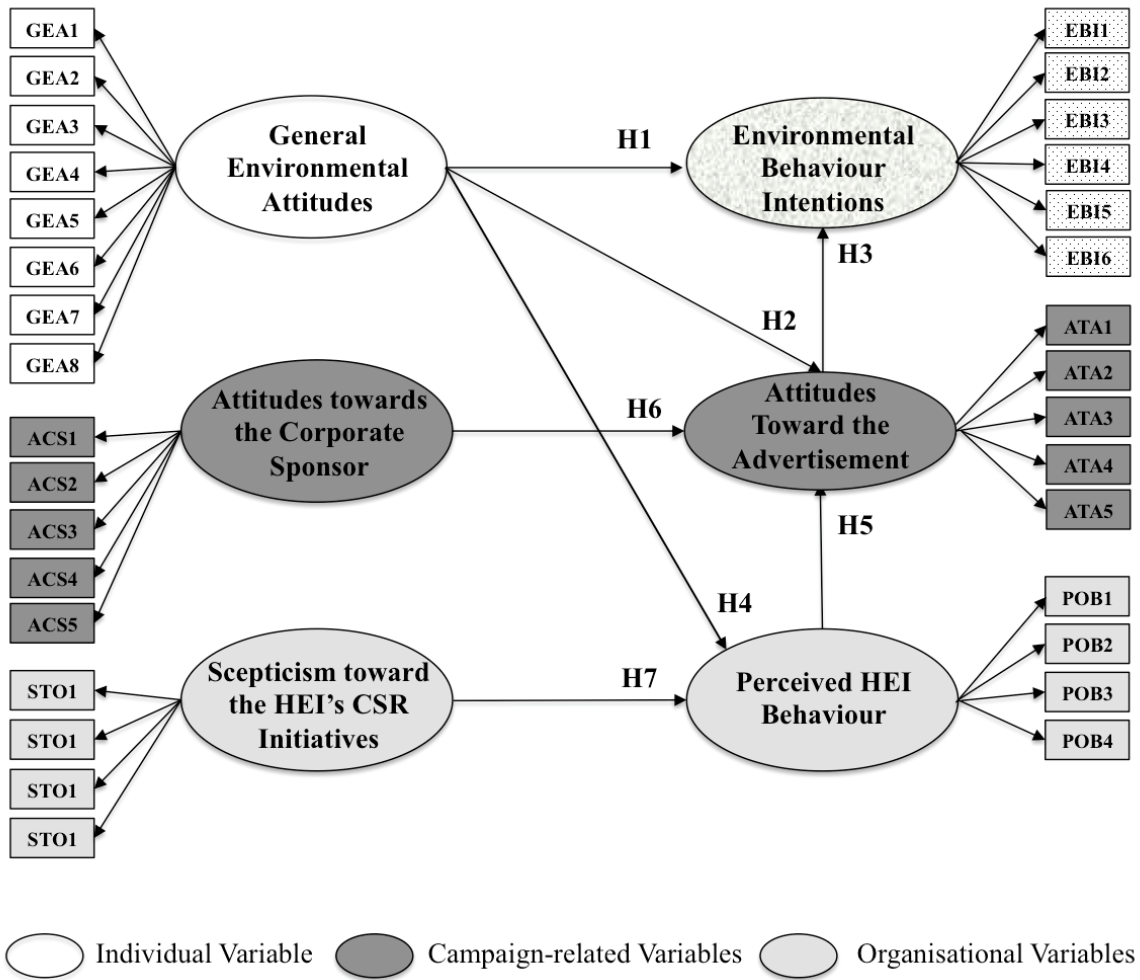 GEA1
GEA2
GEA3
GEA4
GEA5
GEA6
GEA7
GEA8
General
Environmental
Attitudes
H1
Environmental
Behaviour
Intentions
EBI1
EBI2
EBI3
EBI4
EBI5
EBI6
H3
H2
ACS1
ACS2
ACS3
ACS4
ACS5
Attitudes towards
the Corporate
Sponsor
H6
Attitudes
Toward the
Advertisement
ATA1
ATA2
ATA3
ATA4
ATA5
H5
H4
STO1
STO1
STO1
STO1
Scepticism toward
the HEI's CSR
Initiatives
H7
Perceived HEI
Behaviour
POB1
POB2
POB3
POB4
Individual Variable
Campaign-related Variables
Organisational Variables